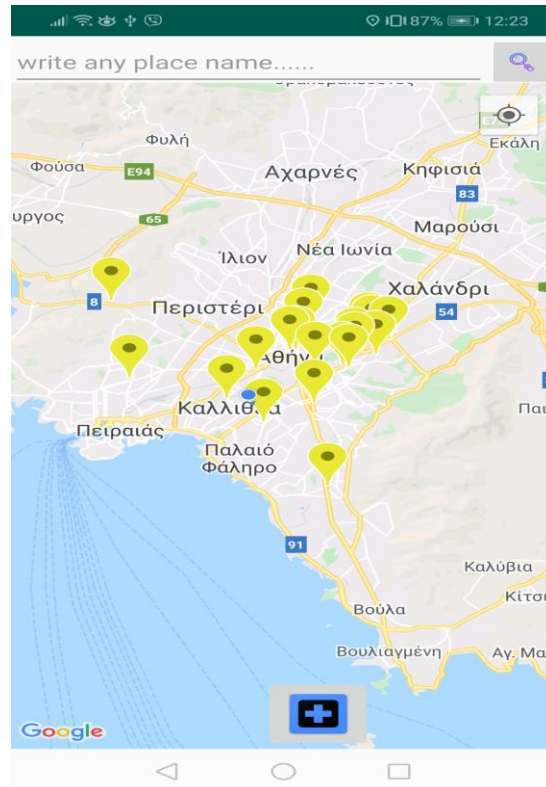 87% 12:23
write any place name......
Εκάλη
Φυλή
Φούσα
E94
Αχαρνές
Κηφισιά
83
65
Μαρούσι
Ίλιον
Νέα Ιωνία
Χαλάνδρι
8
Περιστέρι
54
Αθήνα
Καλλιθέα
Πειραιάς
Παλαιό
Φάληρο
91
Καλύβια
Βούλα
Βουλιαγμένη
Google